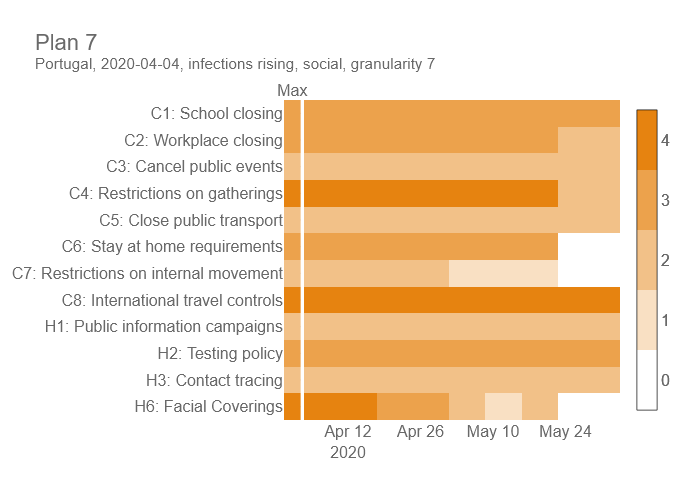 Plan 7
Portugal, 2020-04-04, infections rising, social, granularity 7
Max
C1: School closing
C2: Workplace closing
C3: Cancel public events
C4: Restrictions on gatherings
C5: Close public transport
C6: Stay at home requirements
C7: Restrictions on internal movement
C8: International travel controls
H1: Public information campaigns
H2: Testing policy
H3: Contact tracing
H6: Facial Coverings
Apr 12 Apr 26 May 10 May 24
2020
4
3
2
1
0